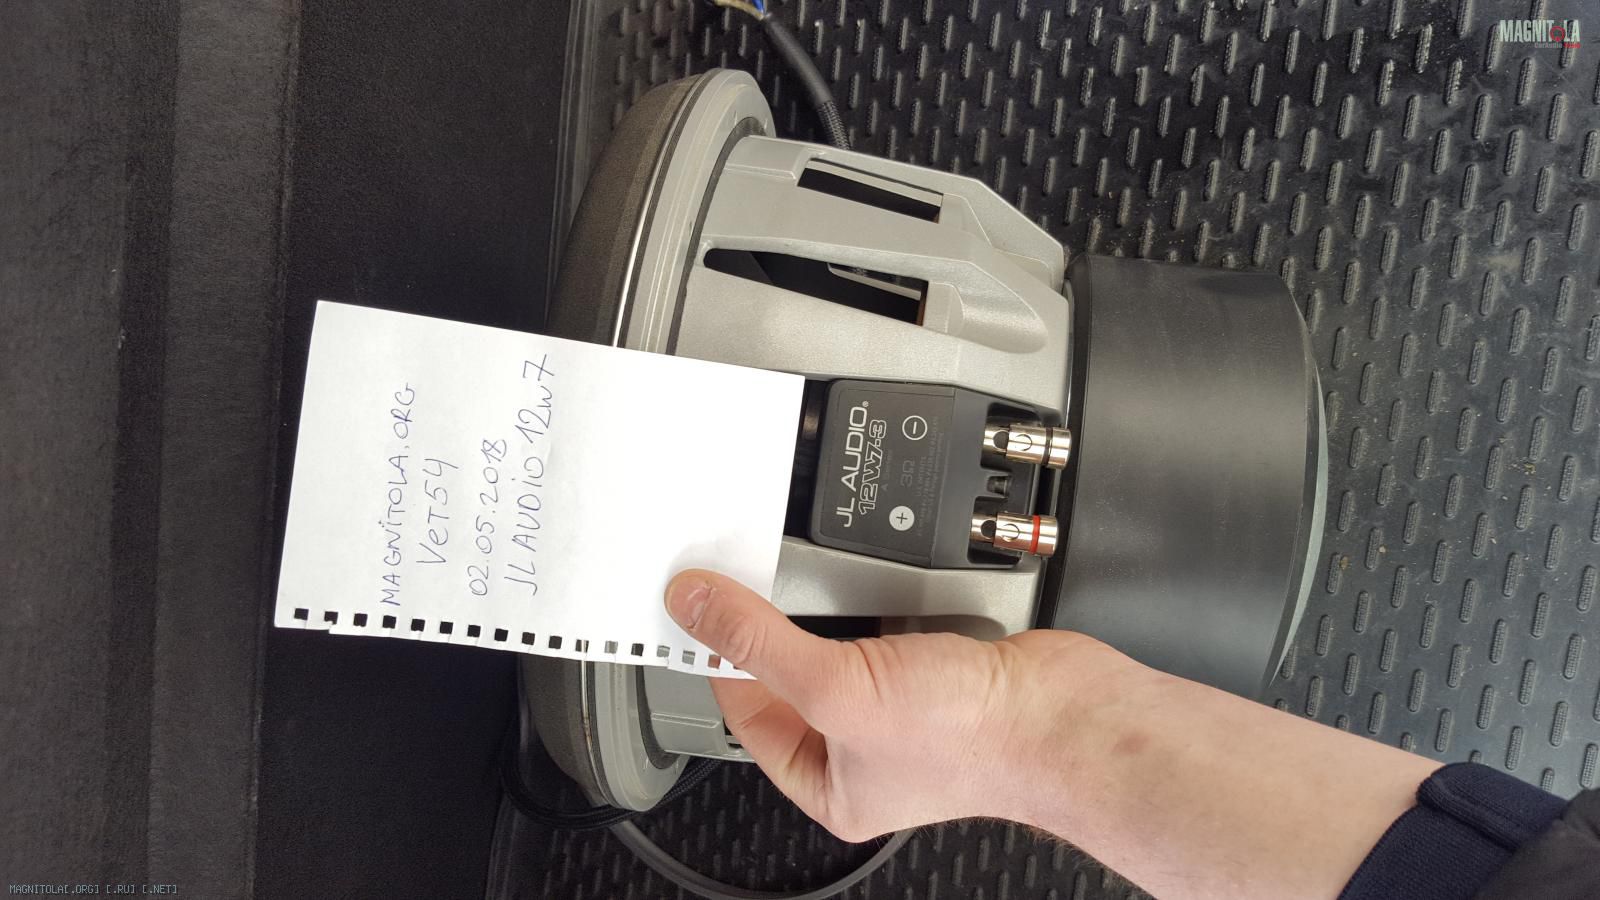 MAGNITOLA.ORG
Vet54
02.05.2018
JL AUDIO 12w7
JL AUDIO®
12W7-3
3Ω
MAGNITOLA
MAGNITOLA[.ORG] [.RU] [.NET]